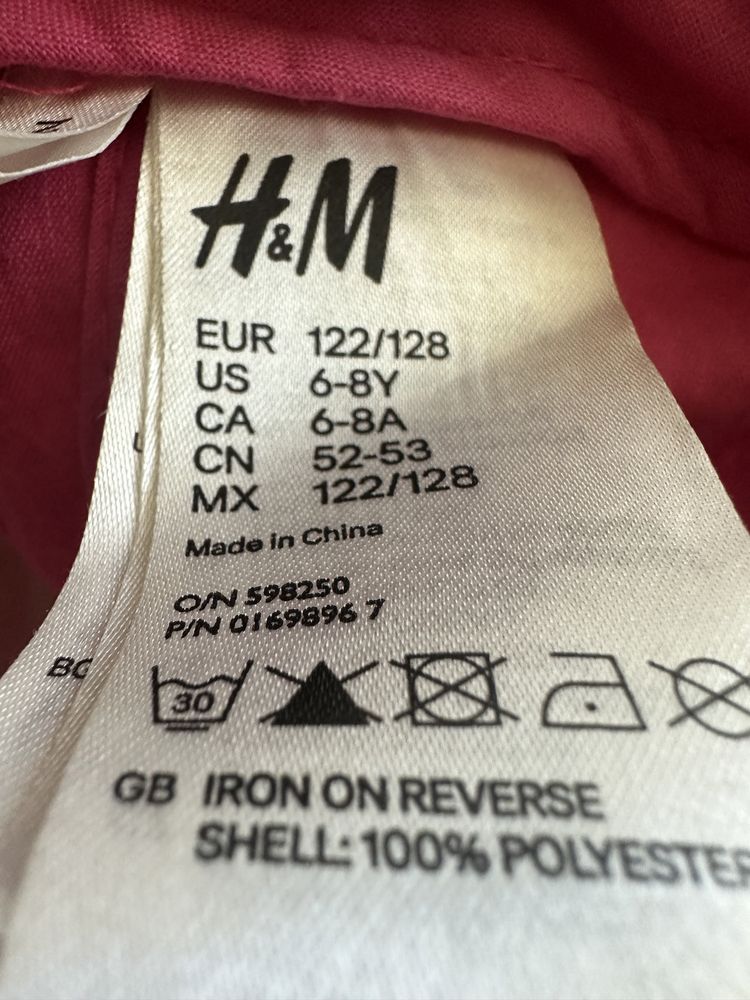 H&M
EUR 122/128
US 6-8Y
CA 6-8A
CN 52-53
MX 122/128
Made in China
O/N 598250
P/N 0169896 7
30
GB IRON ON REVERSE
SHELL: 100% POLYESTER